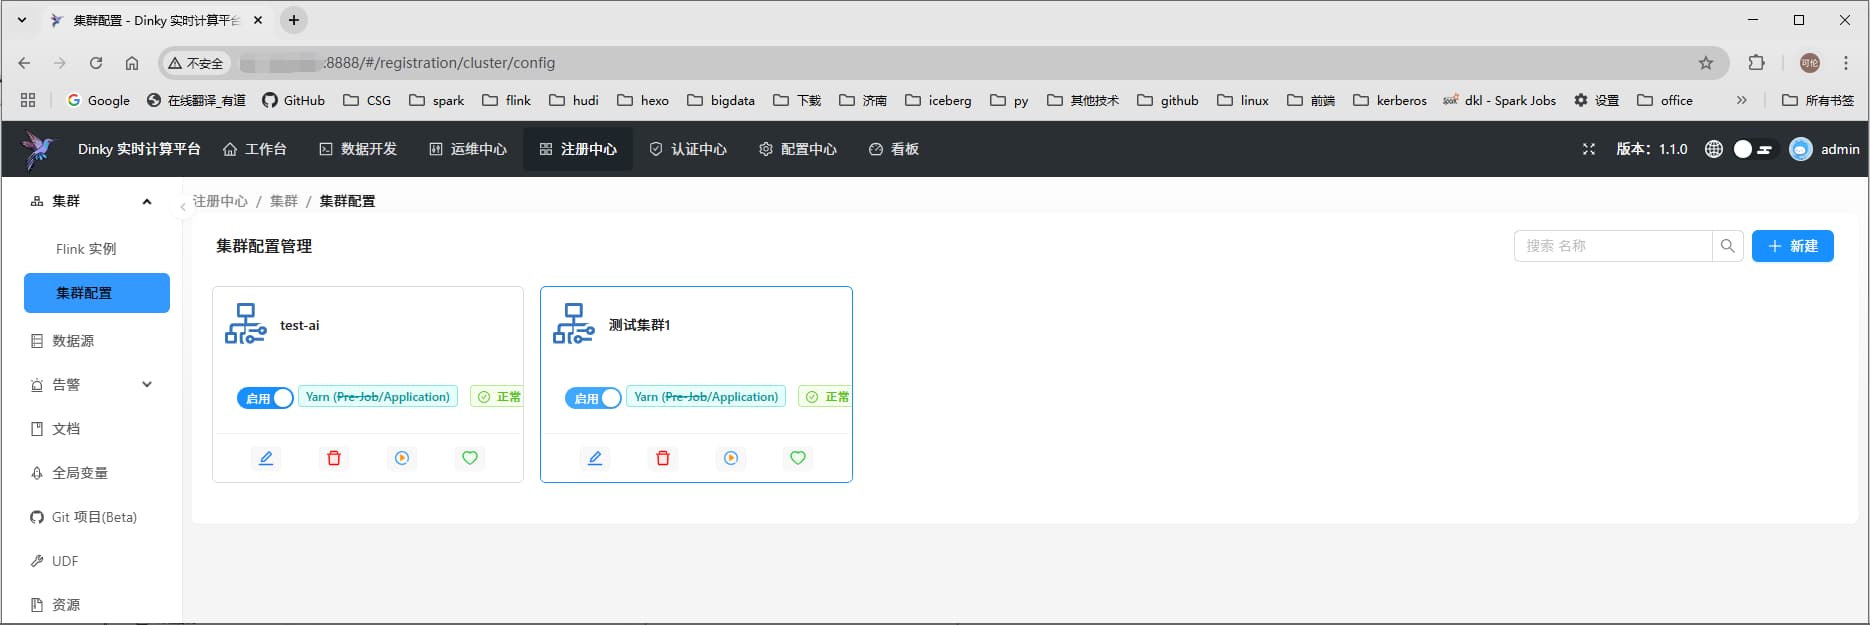 集群配置 - Dinky 实时计算平台
不安全 :8888/#/registration/cluster/config 可伦
Google 在线翻译_有道 GitHub CSG spark flink hudi hexo bigdata 下载 济南 iceberg py 其他技术 github linux 前端 kerberos dkl - Spark Jobs 设置 office » 所有书签
Dinky 实时计算平台 工作台 数据开发 运维中心 注册中心 认证中心 配置中心 看板 版本：1.1.0 admin
集群
注册中心 / 集群 / 集群配置
Flink 实例
集群配置
数据源
告警
文档
全局变量
Git 项目(Beta)
UDF
资源
集群配置管理
搜索 名称
新建
test-ai
启用 Yarn (Pre-Job/Application) 正常
测试集群1
启用 Yarn (Pre-Job/Application) 正常